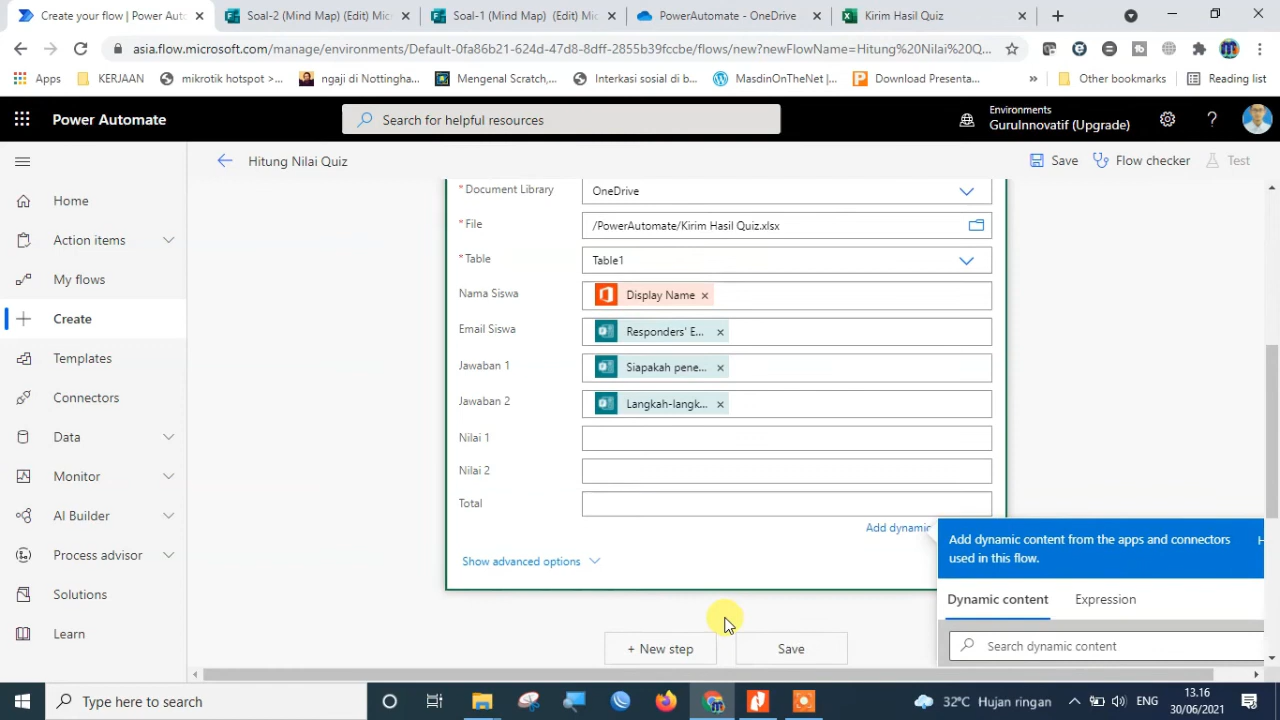 Create your flow | Power Auto
Soal-2 (Mind Map) (Edit) Mic
Soal-1 (Mind Map) (Edit) Mic
PowerAutomate - OneDrive
Kirim Hasil Quiz
asia.flow.microsoft.com/manage/environments/Default-0fa86b21-624d-47d8-8dff-2855b39fccbe/flows/new?newFlowName=Hitung%20Nilai%20Q...
Apps
KERJAAN
mikrotik hotspot >...
ngaji di Nottingha...
Mengenal Scratch,...
Interkasi sosial di b...
MasdinOnTheNet |...
Download Presenta...
»
Other bookmarks
Reading list
Power Automate
Search for helpful resources
Environments
GuruInnovatif (Upgrade)
Hitung Nilai Quiz
Save
Flow checker
Test
Home
Action items
My flows
Create
Templates
Connectors
Data
Monitor
AI Builder
Process advisor
Solutions
Learn
* Document Library
OneDrive
* File
/PowerAutomate/Kirim Hasil Quiz.xlsx
* Table
Table1
Nama Siswa
Display Name ×
Email Siswa
Responders' E... ×
Jawaban 1
Siapakah pene... ×
Jawaban 2
Langkah-langk... ×
Nilai 1
Nilai 2
Total
Add dynamic
Show advanced options
+ New step
Save
Add dynamic content from the apps and connectors
used in this flow.
H
Dynamic content
Expression
Search dynamic content
Type here to search
32°C Hujan ringan
ENG
13.16
30/06/2021